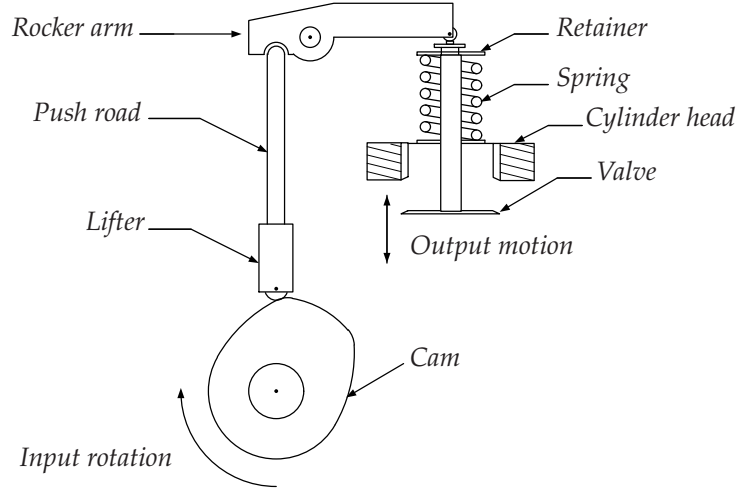 Rocker arm
Retainer
Spring
Push road
Cylinder head
Valve
Lifter
Output motion
Cam
Input rotation